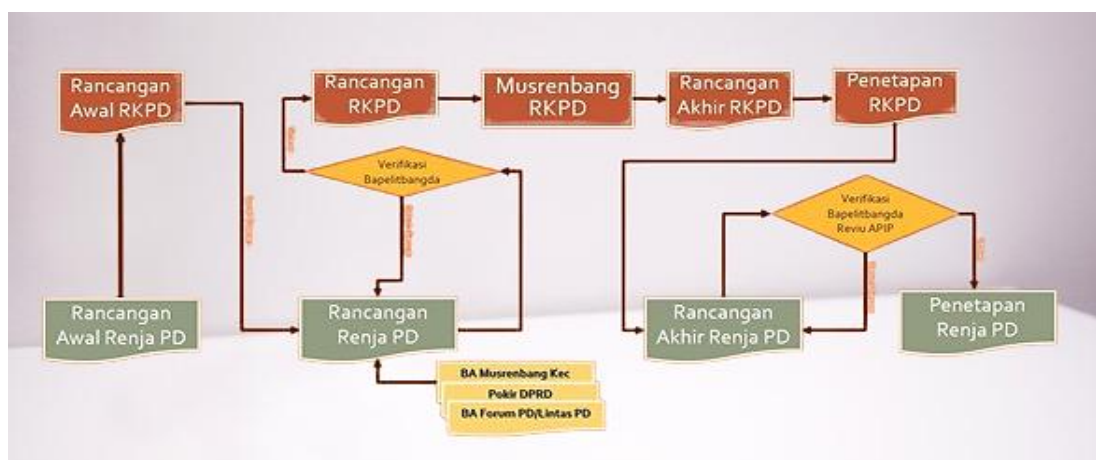 Rancangan
Awal RKPD
Rancangan
RKPD
Musrenbang
RKPD
Rancangan
Akhir RKPD
Penetapan
RKPD
Verifikasi
Bapelitbangda
Verifikasi
Bapelitbangda
Reviu APIP
Rancangan
Awal Renja PD
Rancangan
Renja PD
Rancangan
Akhir Renja PD
Penetapan
Renja PD
BA Musrenbang Kec
Pokir DPRD
BA Forum PD/Lintas PD